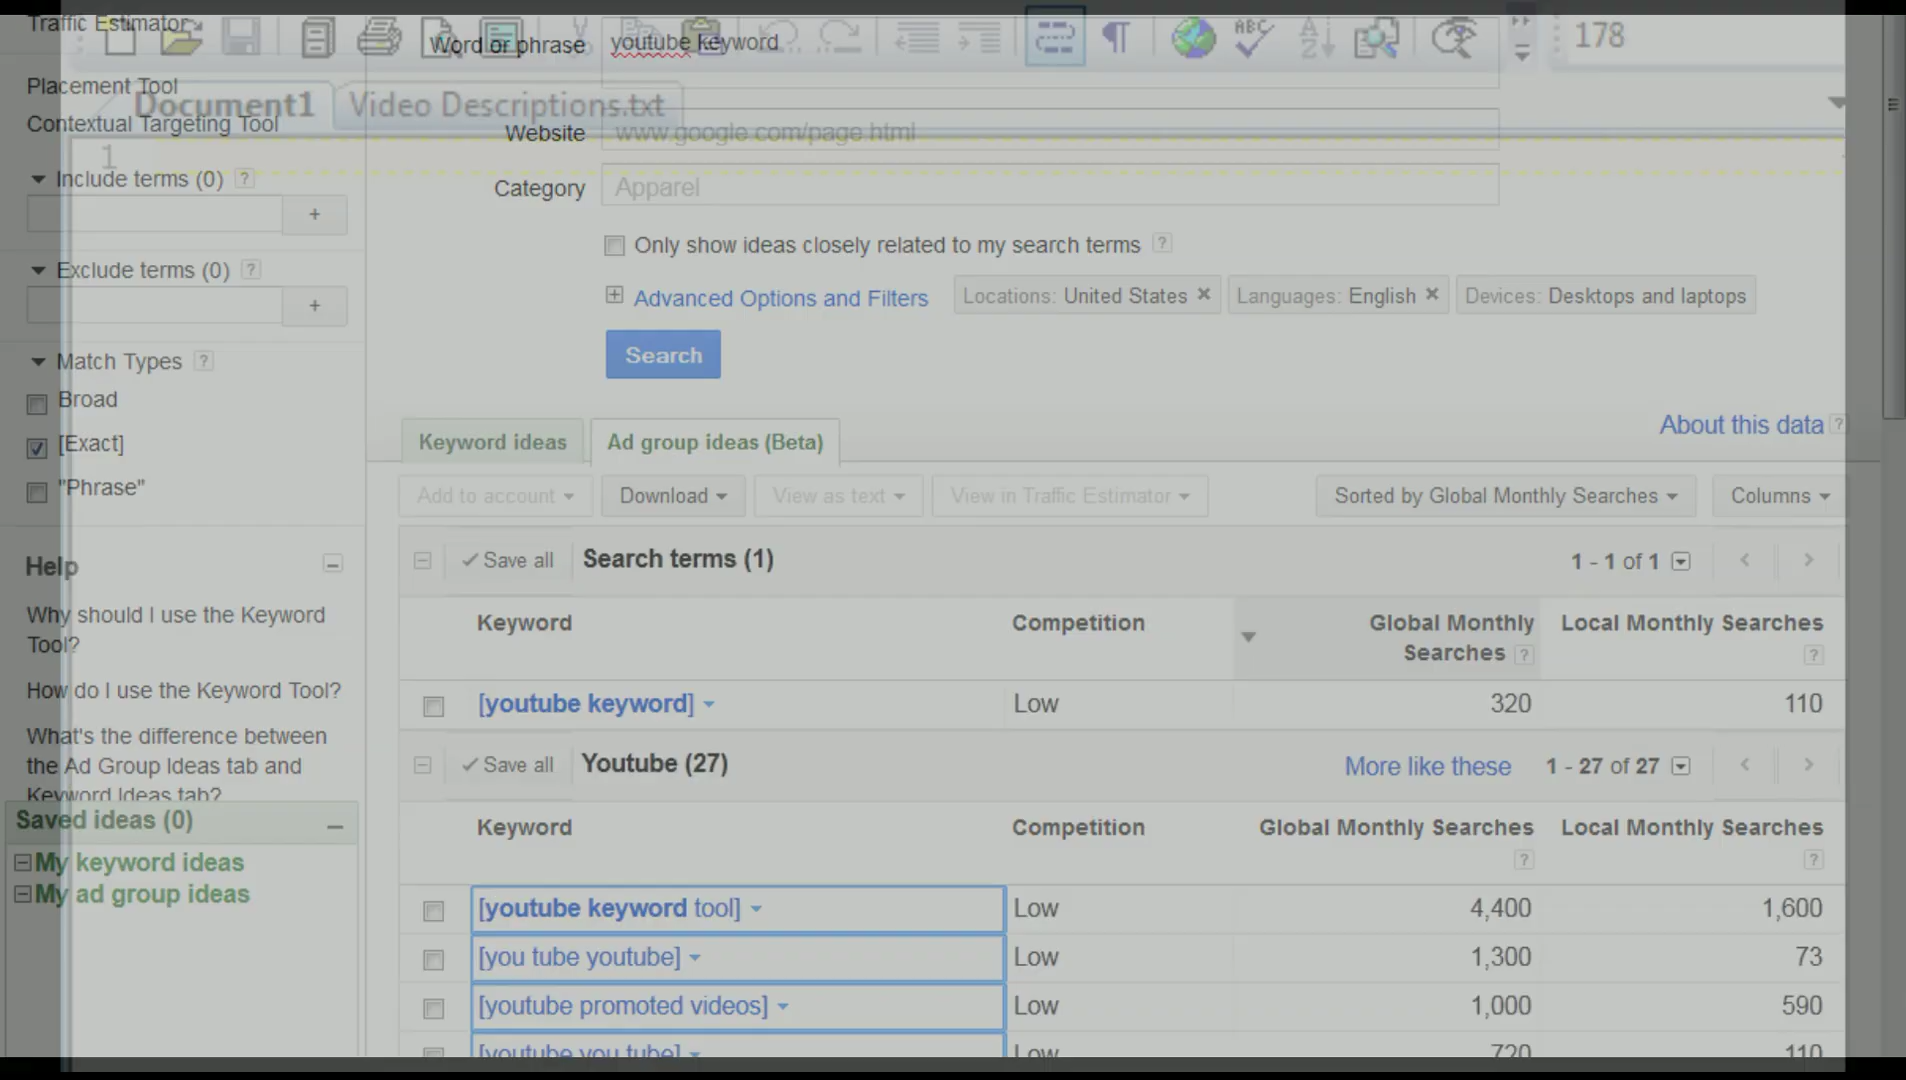 Traffic Estimator
Word or phrase youtube keyword
178
Placement Tool
Document1 Video Descriptions.txt
Contextual Targeting Tool
Website www.google.com/page.html
1
Include terms (0) ?
Category Apparel
+
Only show ideas closely related to my search terms ?
Exclude terms (0) ?
Advanced Options and Filters Locations: United States × Languages: English × Devices: Desktops and laptops
+
Search
Match Types ?
Broad
[Exact]
"Phrase"
About this data ?
Keyword ideas Ad group ideas (Beta)
Add to account Download View as text View in Traffic Estimator Sorted by Global Monthly Searches Columns
Help
Save all Search terms (1) 1 - 1 of 1
Why should I use the Keyword
Tool?
Keyword Competition Global Monthly Local Monthly Searches
Searches ? ?
How do I use the Keyword Tool?
[youtube keyword] Low 320 110
What's the difference between
the Ad Group Ideas tab and
Keyword Ideas tab?
Save all Youtube (27) More like these 1 - 27 of 27
Saved ideas (0)
Keyword Competition Global Monthly Searches Local Monthly Searches
? ?
My keyword ideas
My ad group ideas
[youtube keyword tool] Low 4,400 1,600
[you tube youtube] Low 1,300 73
[youtube promoted videos] Low 1,000 590
[youtube you tube] Low 720 110